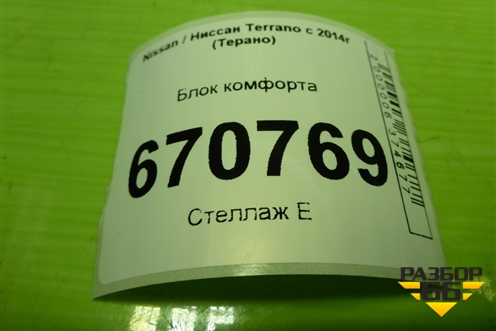 Nissan / Ниссан Terrano с 2014г
(Терано)
Блок комфорта
670769
Стеллаж Е
РАЗБОР
66